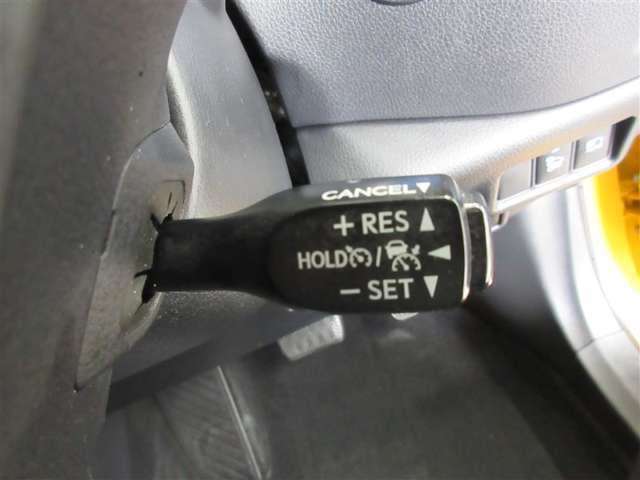 CANCEL▼
+ RES ▲
HOLD / ◀
− SET ▼